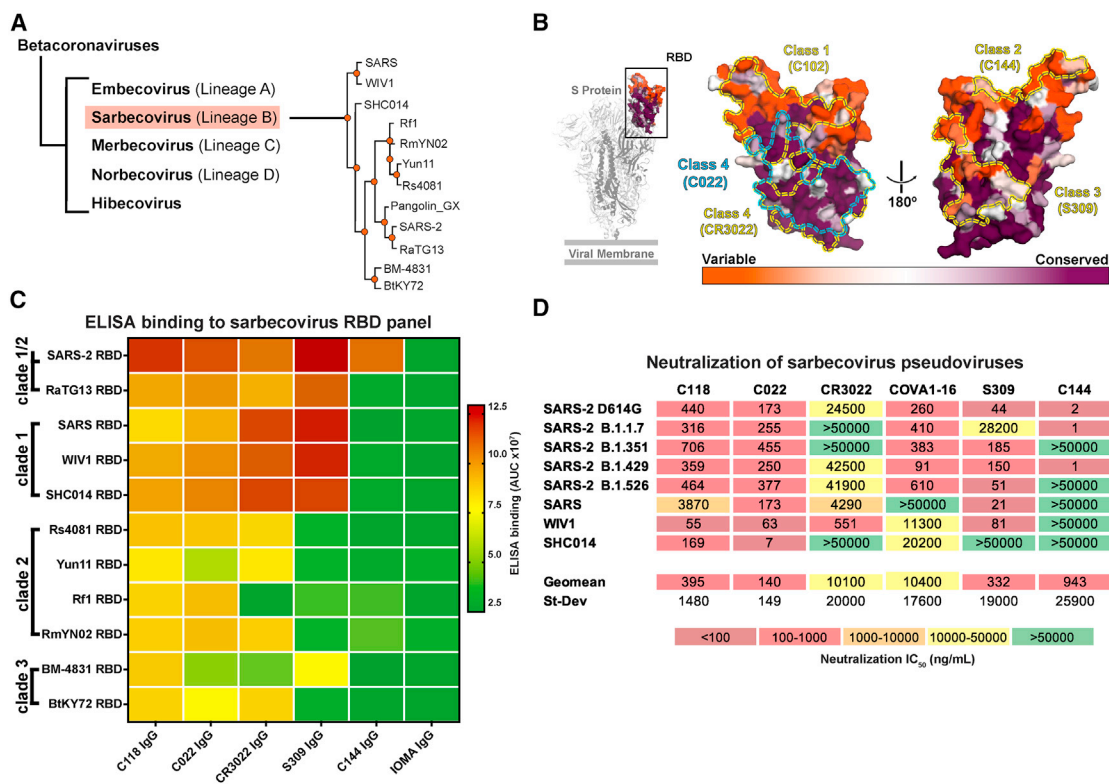 A
Betacoronaviruses
Embecovirus (Lineage A)
Sarbecovirus (Lineage B)
Merbecovirus (Lineage C)
Norbecovirus (Lineage D)
Hibecovirus
SARS
WIV1
SHC014
Rf1
RmYN02
Yun11
Rs4081
Pangolin_GX
SARS-2
RaTG13
BM-4831
BtKY72
B
RBD
S Protein
Viral Membrane
Class 1
(C102)
Class 4
(C022)
Class 4
(CR3022)
180º
Class 2
(C144)
Class 3
(S309)
Variable
Conserved
C
ELISA binding to sarbecovirus RBD panel
clade 1/2
SARS-2 RBD
RaTG13 RBD
clade 1
SARS RBD
WIV1 RBD
SHC014 RBD
clade 2
Rs4081 RBD
Yun11 RBD
Rf1 RBD
RmYN02 RBD
clade 3
BM-4831 RBD
BtKY72 RBD
C118 IgG
C022 IgG
CR3022 IgG
S309 IgG
C144 IgG
IOMA IgG
12.5
10.0
7.5
5.0
2.5
ELISA binding (AUC x10⁷)
D
Neutralization of sarbecovirus pseudoviruses
C118 C022 CR3022 COVA1-16 S309 C144
SARS-2 D614G 440 173 24500 260 44 2
SARS-2 B.1.1.7 316 255 >50000 410 28200 1
SARS-2 B.1.351 706 455 >50000 383 185 >50000
SARS-2 B.1.429 359 250 42500 91 150 1
SARS-2 B.1.526 464 377 41900 610 51 >50000
SARS 3870 173 4290 >50000 21 >50000
WIV1 55 63 551 11300 81 >50000
SHC014 169 7 >50000 20200 >50000 >50000
Geomean 395 140 10100 10400 332 943
St-Dev 1480 149 20000 17600 19000 25900
<100 100-1000 1000-10000 10000-50000 >50000
Neutralization IC₅₀ (ng/mL)